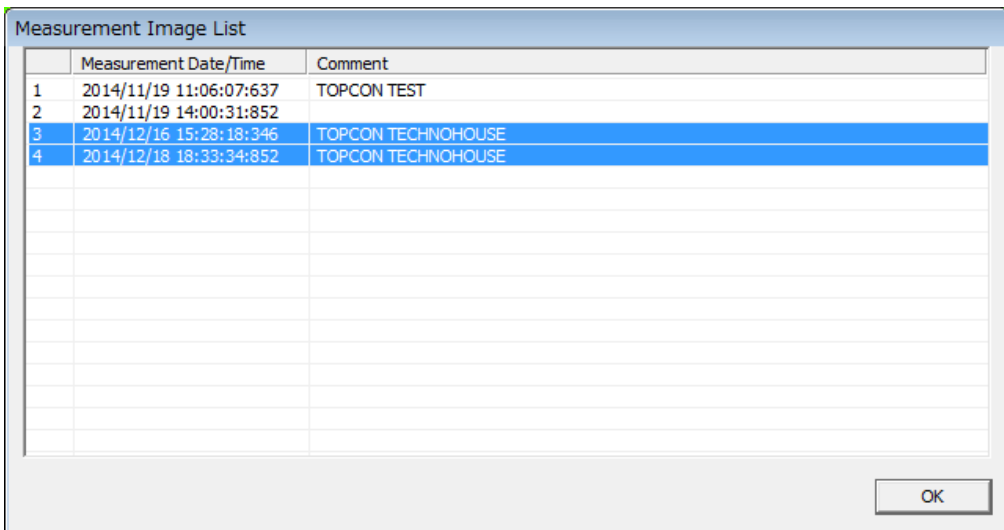 Measurement Image List
Measurement Date/Time Comment
1 2014/11/19 11:06:07:637 TOPCON TEST
2 2014/11/19 14:00:31:852
3 2014/12/16 15:28:18:346 TOPCON TECHNOHOUSE
4 2014/12/18 18:33:34:852 TOPCON TECHNOHOUSE
OK